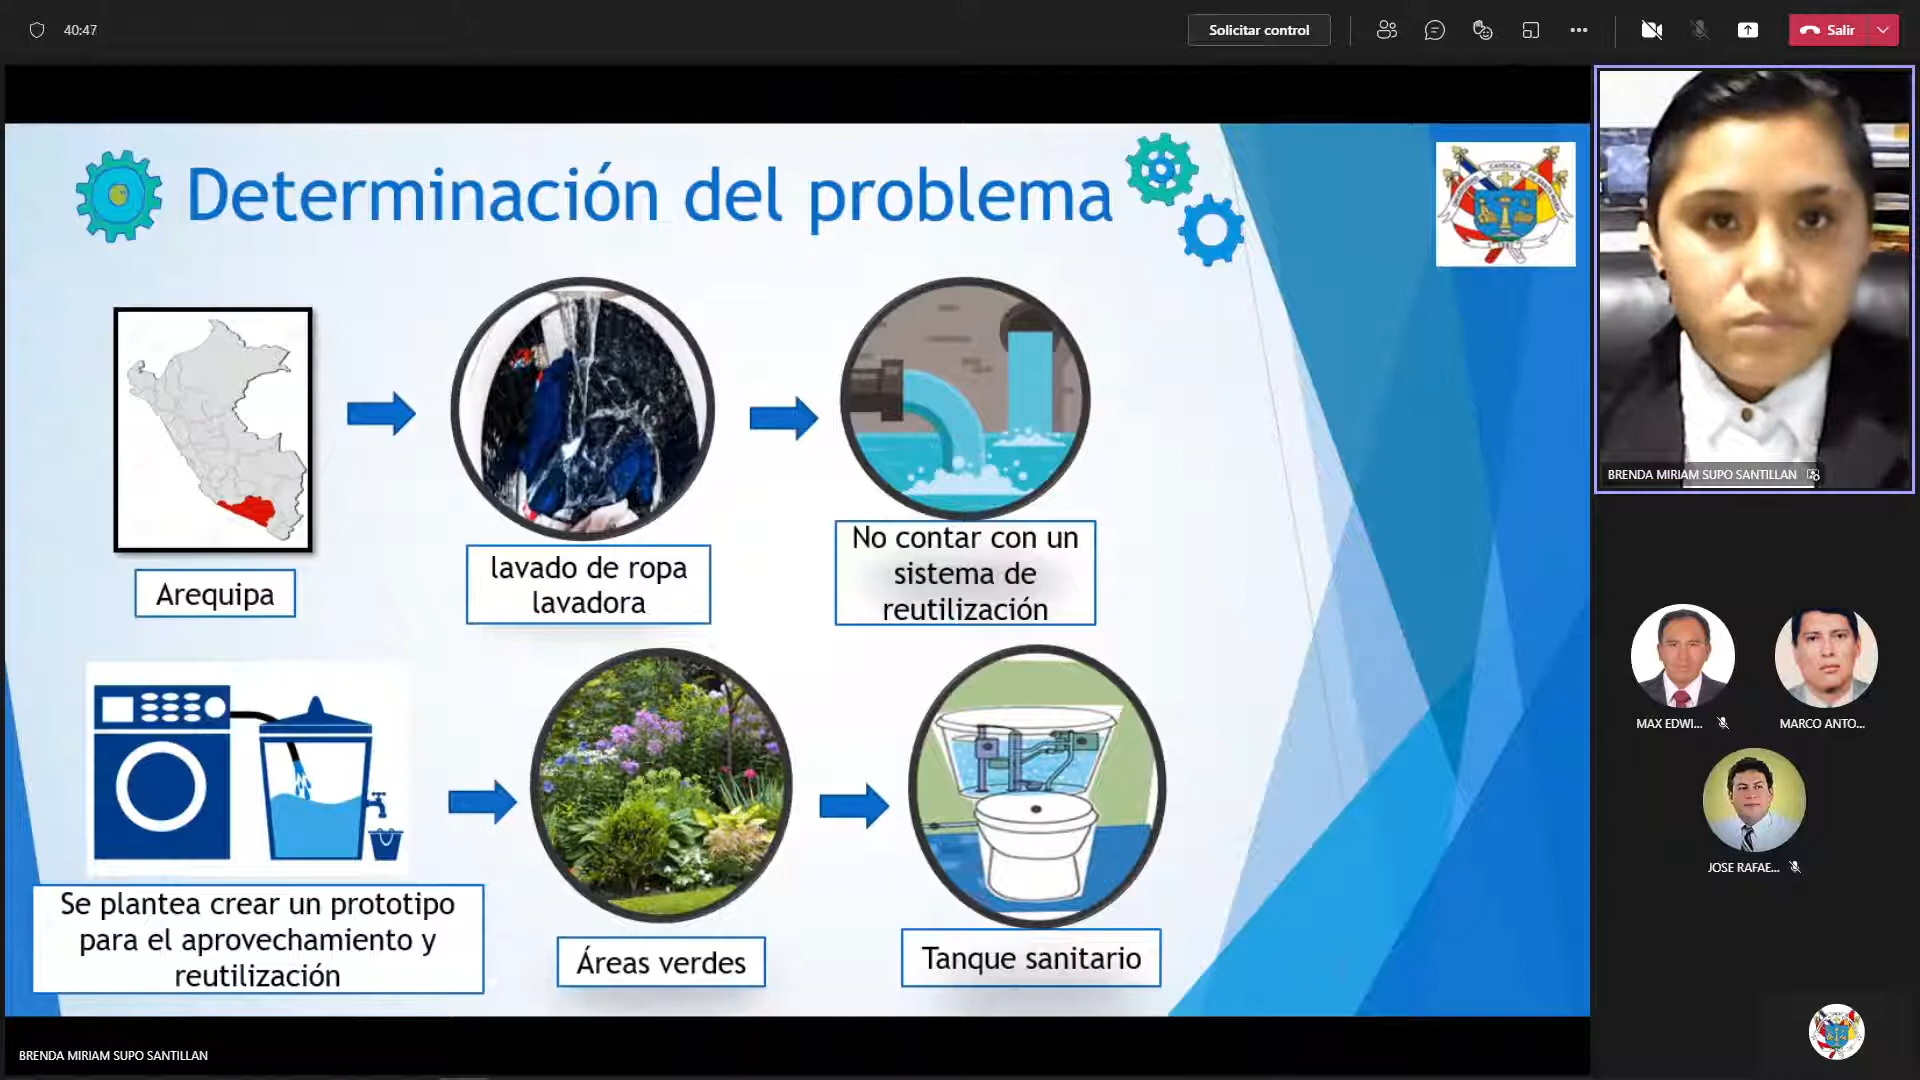 40:47
Solicitar control
Salir
Determinación del problema
Arequipa
lavado de ropa
lavadora
No contar con un
sistema de
reutilización
Se plantea crear un prototipo
para el aprovechamiento y
reutilización
Áreas verdes
Tanque sanitario
BRENDA MIRIAM SUPO SANTILLAN
MAX EDWI...
MARCO ANTO...
JOSE RAFAE...
BRENDA MIRIAM SUPO SANTILLAN